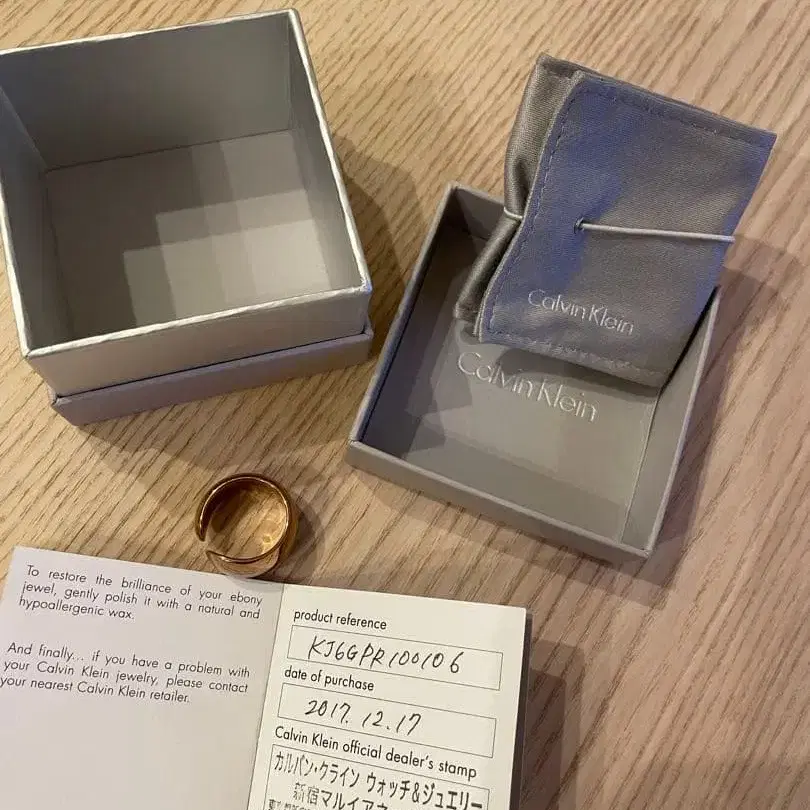 Calvin Klein
Calvin Klein
To restore the brilliance of your ebony
jewel, gently polish it with a natural and
hypoallergenic wax.
And finally... if you have a problem with
your Calvin Klein jewelry, please contact
your nearest Calvin Klein retailer.
product reference
KJ6GPR100106
date of purchase
2017. 12. 17
Calvin Klein official dealer's stamp
カルバン・クライン ウォッチ&ジュエリー
新宿マルイアネ